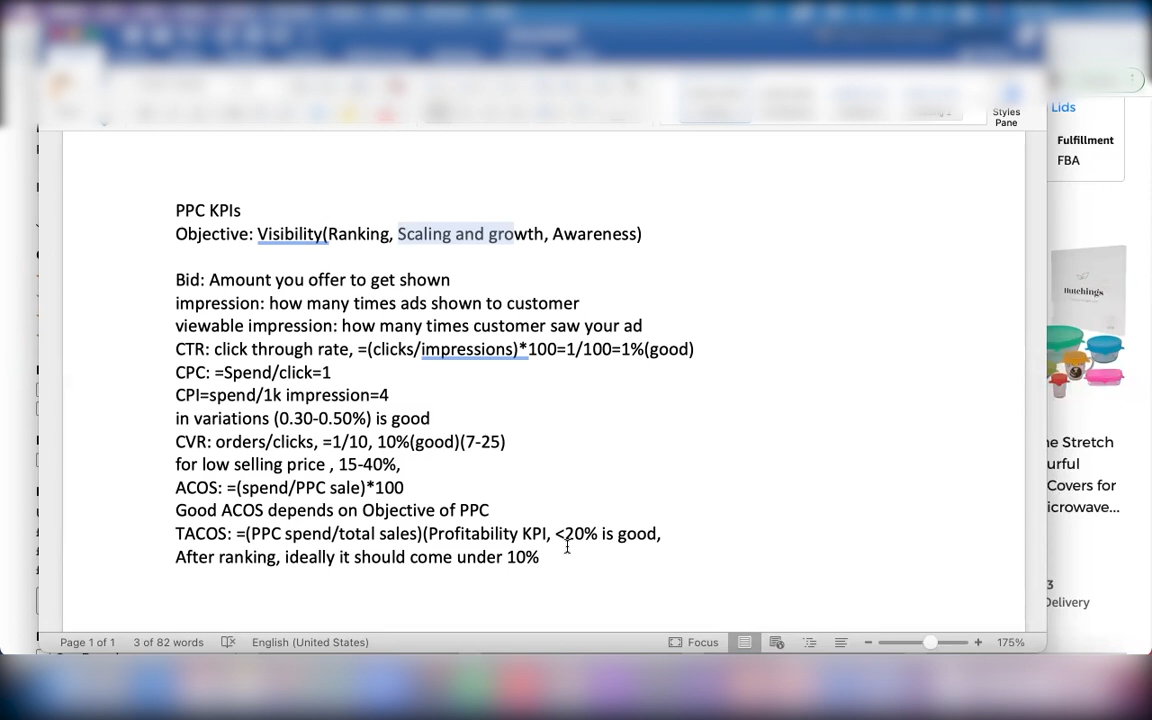 Styles
Pane
PPC KPIs
Objective: Visibility(Ranking, Scaling and growth, Awareness)
Bid: Amount you offer to get shown
impression: how many times ads shown to customer
viewable impression: how many times customer saw your ad
CTR: click through rate, =(clicks/impressions)*100=1/100=1%(good)
CPC: =Spend/click=1
CPI=spend/1k impression=4
in variations (0.30-0.50%) is good
CVR: orders/clicks, =1/10, 10%(good)(7-25)
for low selling price , 15-40%,
ACOS: =(spend/PPC sale)*100
Good ACOS depends on Objective of PPC
TACOS: =(PPC spend/total sales)(Profitability KPI, <20% is good,
After ranking, ideally it should come under 10%
Page 1 of 1 3 of 82 words English (United States) Focus 175%
Lids
Fulfillment
FBA
Hutchings
he Stretch
urful
Covers for
icrowave...
3
Delivery